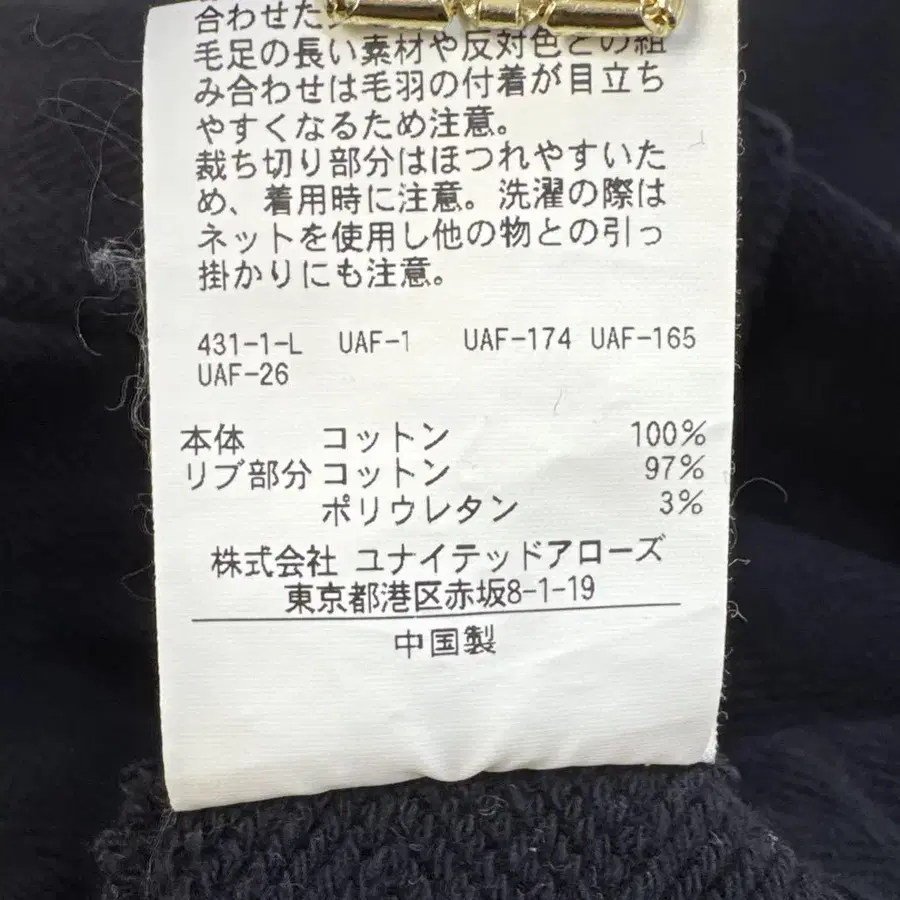 合わせた
毛足の長い素材や反対色との組
み合わせは毛羽の付着が目立ち
やすくなるため注意。
裁ち切り部分はほつれやすいた
め、着用時に注意。洗濯の際は
ネットを使用し他の物との引っ
掛かりにも注意。
431-1-L UAF-1 UAF-174 UAF-165
UAF-26
本体 コットン 100%
リブ部分 コットン 97%
ポリウレタン 3%
株式会社 ユナイテッドアローズ
東京都港区赤坂8-1-19
中国製